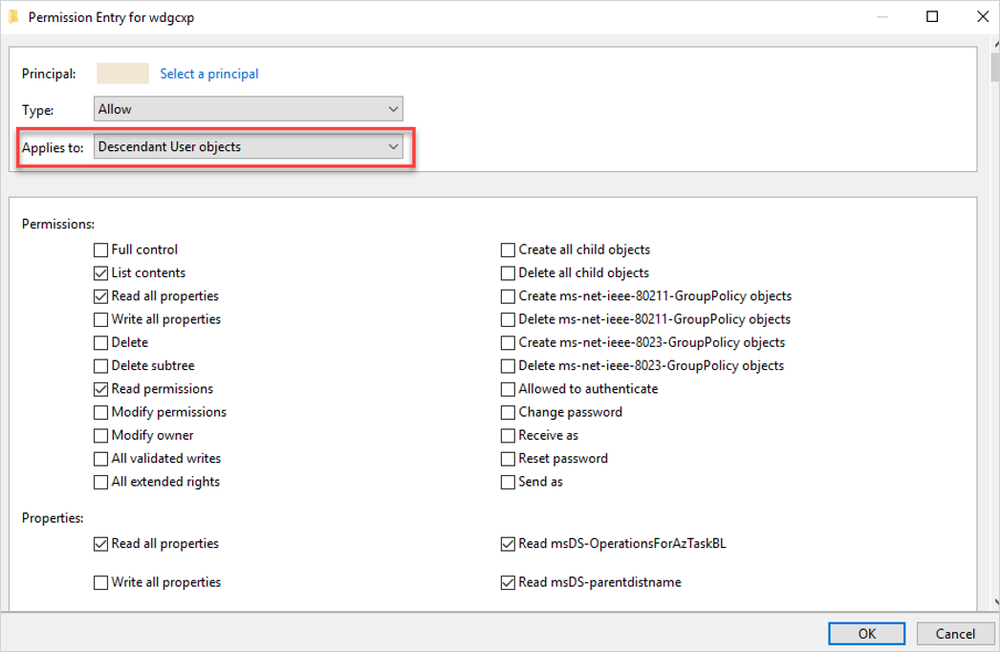 Permission Entry for wdgcxp
Principal: Select a principal
Type: Allow
Applies to: Descendant User objects
Permissions:
Full control Create all child objects
List contents Delete all child objects
Read all properties Create ms-net-ieee-80211-GroupPolicy objects
Write all properties Delete ms-net-ieee-80211-GroupPolicy objects
Delete Create ms-net-ieee-8023-GroupPolicy objects
Delete subtree Delete ms-net-ieee-8023-GroupPolicy objects
Read permissions Allowed to authenticate
Modify permissions Change password
Modify owner Receive as
All validated writes Reset password
All extended rights Send as
Properties:
Read all properties Read msDS-OperationsForAzTaskBL
Write all properties Read msDS-parentdistname
OK Cancel